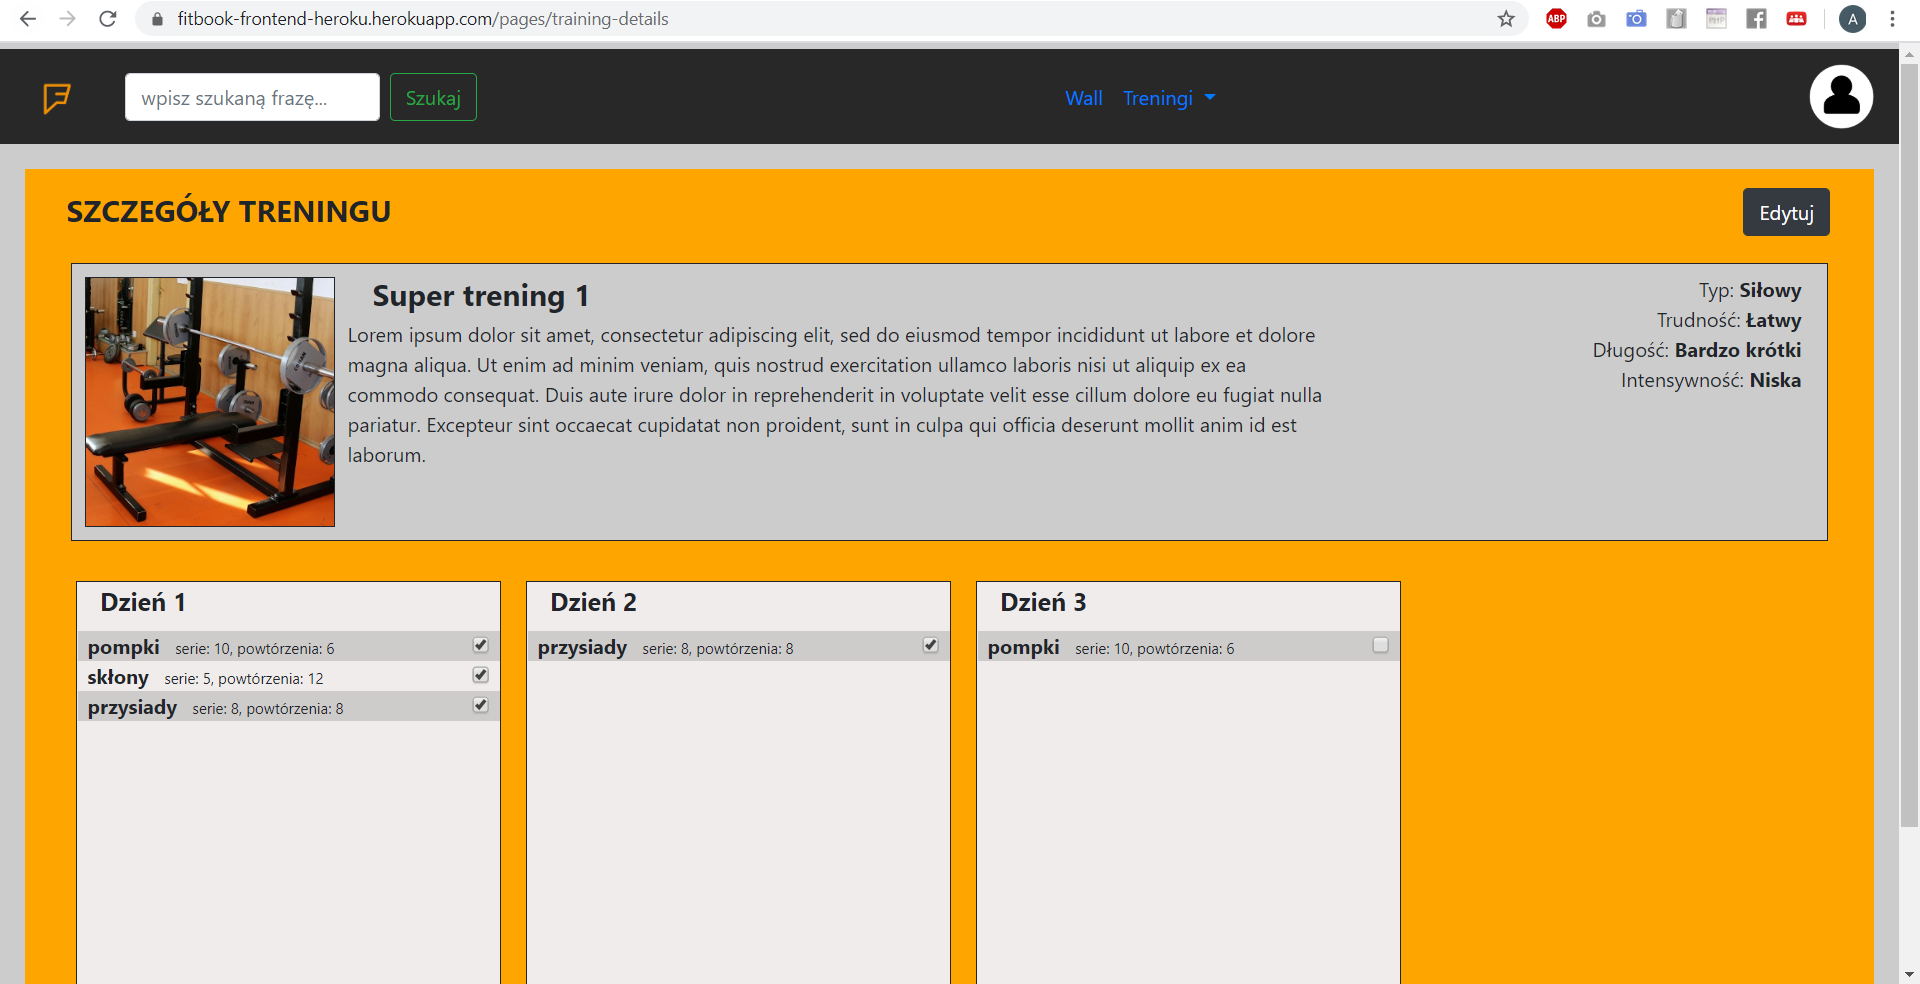 fitbook-frontend-heroku.herokuapp.com/pages/training-details
ABP
A
wpisz szukaną frazę...
Szukaj
Wall
Treningi
SZCZEGÓŁY TRENINGU
Edytuj
Super trening 1
Lorem ipsum dolor sit amet, consectetur adipiscing elit, sed do eiusmod tempor incididunt ut labore et dolore
magna aliqua. Ut enim ad minim veniam, quis nostrud exercitation ullamco laboris nisi ut aliquip ex ea
commodo consequat. Duis aute irure dolor in reprehenderit in voluptate velit esse cillum dolore eu fugiat nulla
pariatur. Excepteur sint occaecat cupidatat non proident, sunt in culpa qui officia deserunt mollit anim id est
laborum.
Typ: Siłowy
Trudność: Łatwy
Długość: Bardzo krótki
Intensywność: Niska
Dzień 1
pompki serie: 10, powtórzenia: 6
skłony serie: 5, powtórzenia: 12
przysiady serie: 8, powtórzenia: 8
Dzień 2
przysiady serie: 8, powtórzenia: 8
Dzień 3
pompki serie: 10, powtórzenia: 6